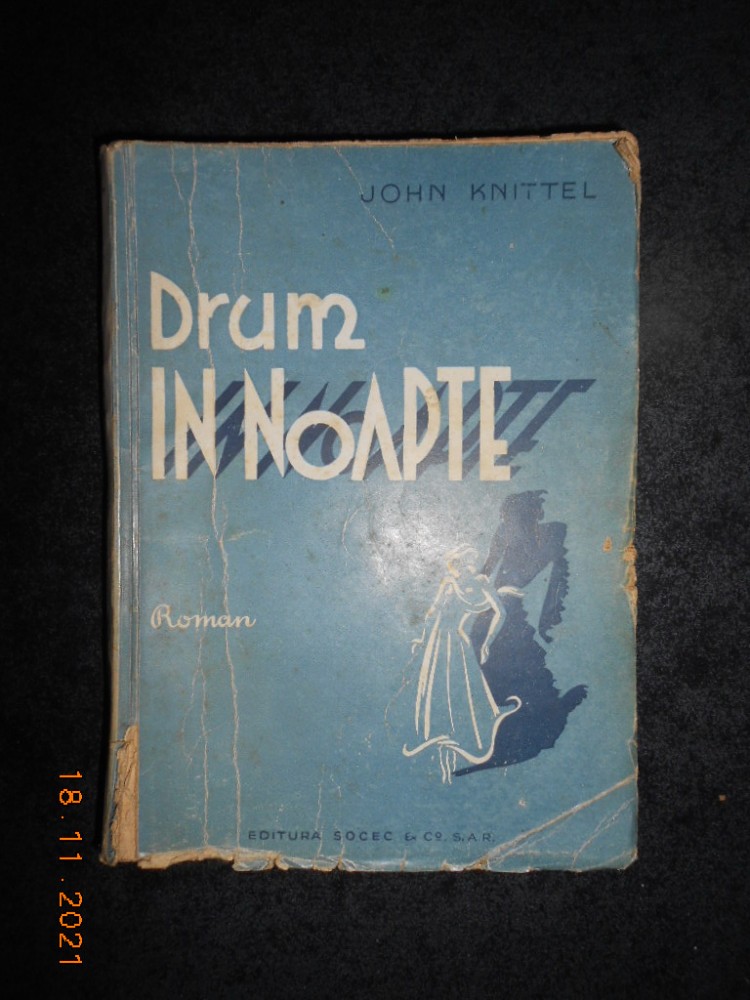 JOHN KNITTEL
Drum
IN NOAPTE
Roman
EDITURA SOCEC & Co. S.A.R.
18.11.2021